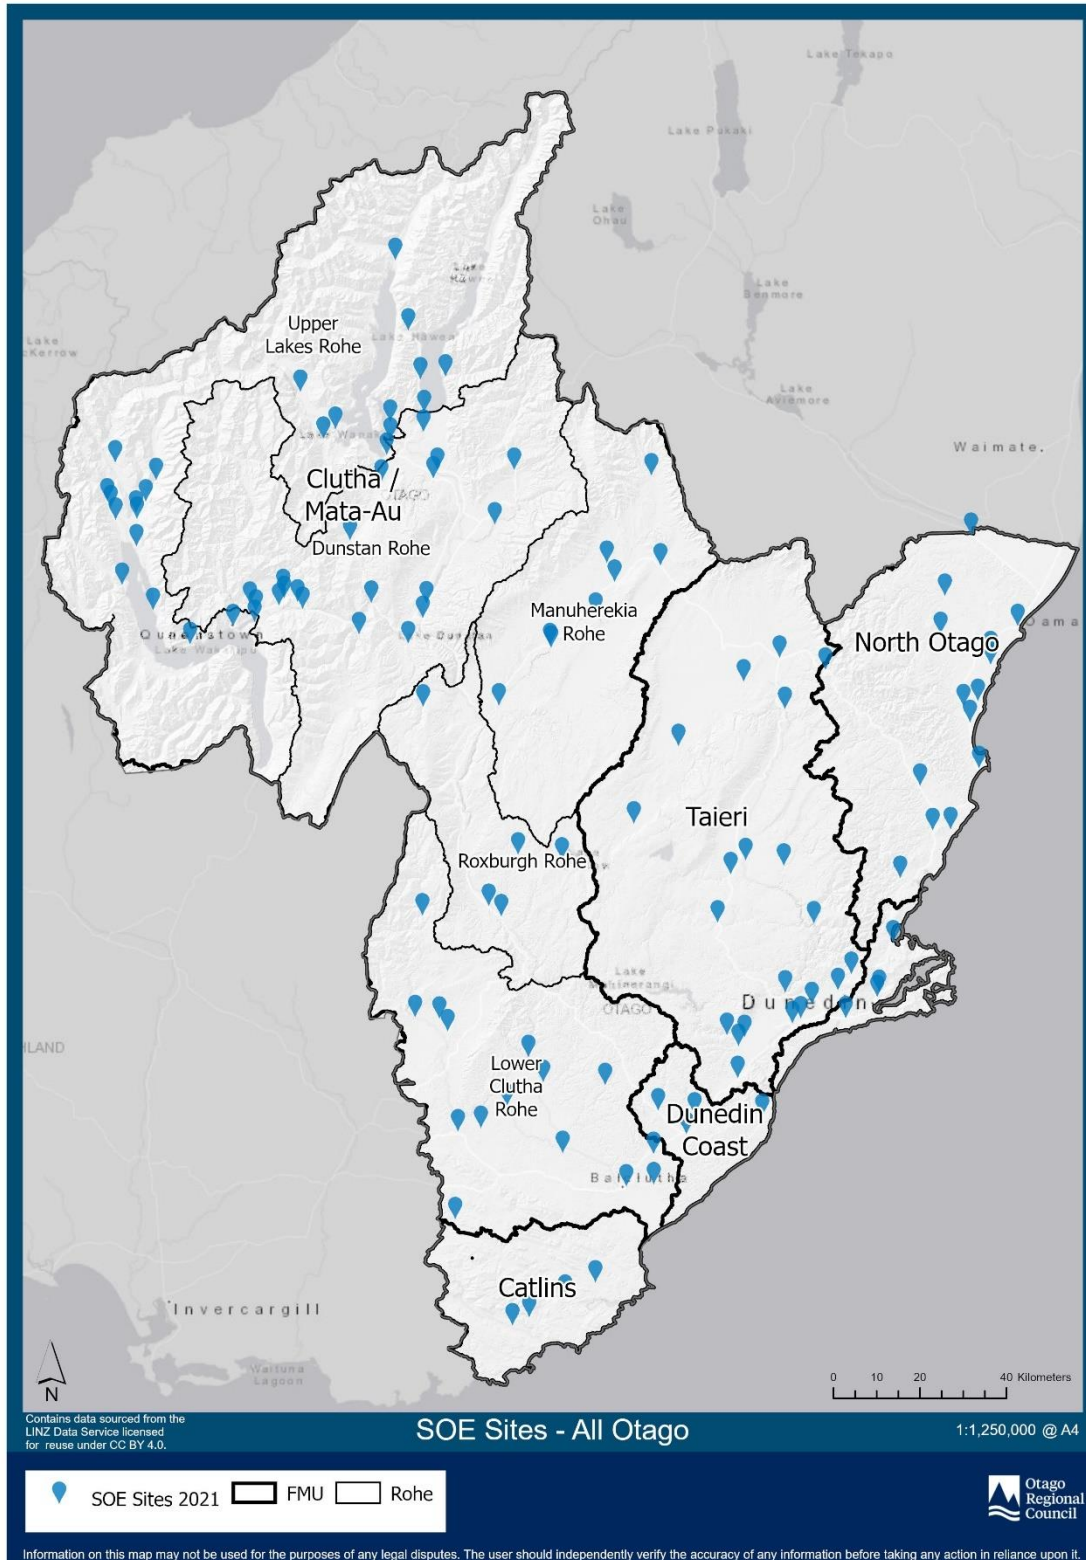 Lake Tekapo
Lake Pukaki
Lake
Ohau
Lake
Benmore
Lake
Hawea
Upper
Lakes Rohe
Lake Hawea
Lake
Aviemore
Waimate.
Lake Wanaka
Clutha /
Mata-Au
OTAGO
Dunstan Rohe
Manuherekia
Rohe
North Otago
Queenstown
Lake Wakatipu
Lake Dunstan
Taieri
Roxburgh Rohe
Lake
Mahinerangi
OTAGO
Dunedin
Lower
Clutha
Rohe
Dunedin
Coast
Balclutha
Catlins
Invercargill
Waituna
Lagoon
N
0 10 20 40 Kilometers
Contains data sourced from the
LINZ Data Service licensed
for reuse under CC BY 4.0.
SOE Sites - All Otago
1:1,250,000 @ A4
SOE Sites 2021 FMU Rohe
Otago
Regional
Council
Information on this map may not be used for the purposes of any legal disputes. The user should independently verify the accuracy of any information before taking any action in reliance upon it